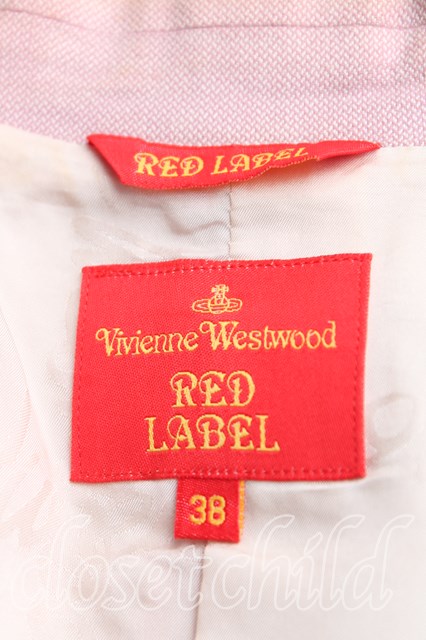 RED LABEL
Vivienne Westwood
RED
LABEL
38
closetchild